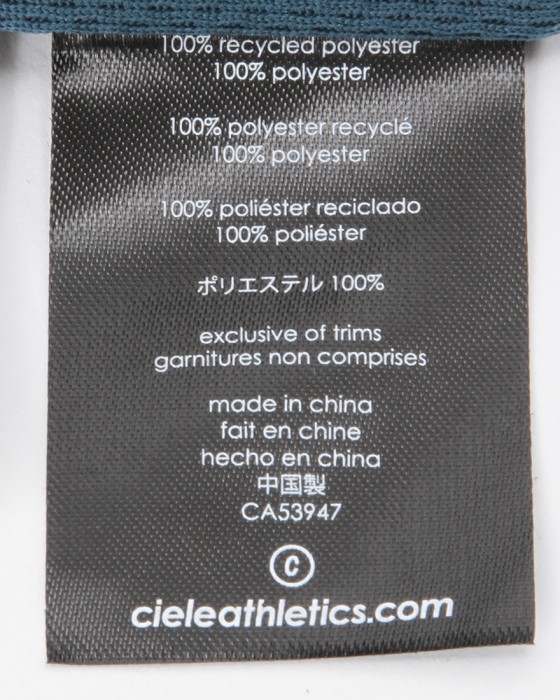 100% recycled polyester
100% polyester
100% polyester recyclé
100% polyester
100% poliéster reciclado
100% poliéster
ポリエステル 100%
exclusive of trims
garnitures non comprises
made in china
fait en chine
hecho en china
中国製
CA53947
c
cieleathletics.com